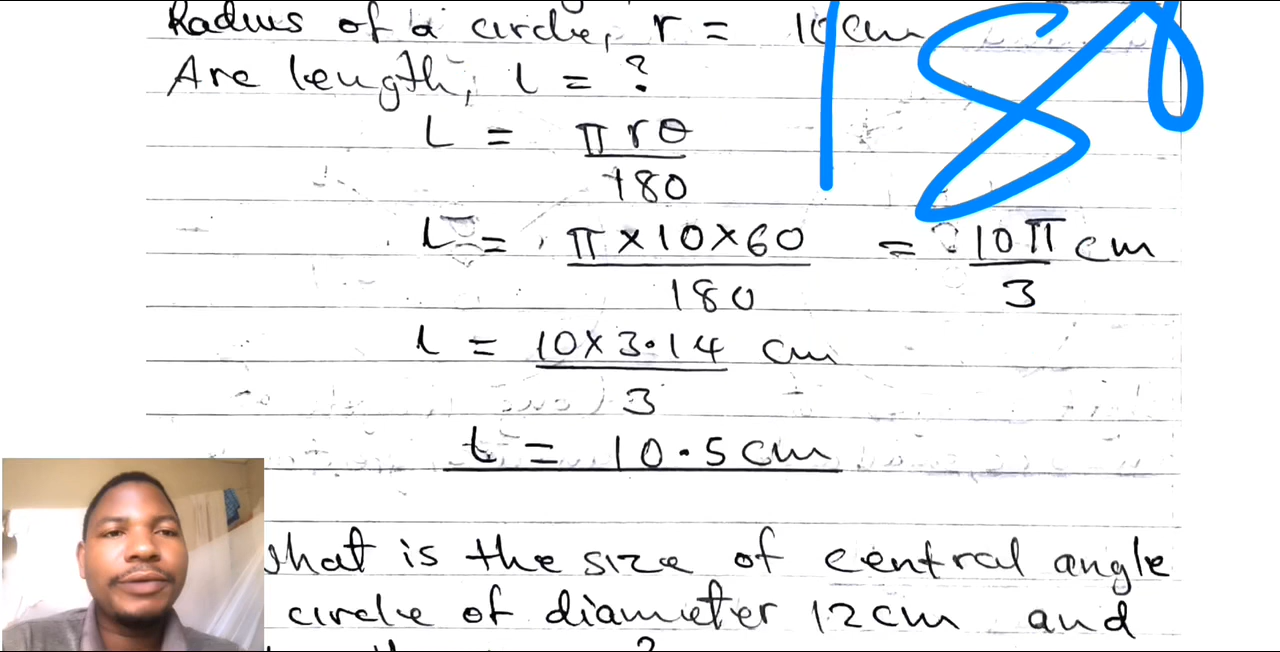 Radius of a circle, r = 10cm
180
Arc length, l = ?
L = πrθ
180
L = π×10×60 = 10π cm
180 3
l = 10×3.14 cm
3
l = 10.5cm
what is the size of central angle
circle of diameter 12cm and
?